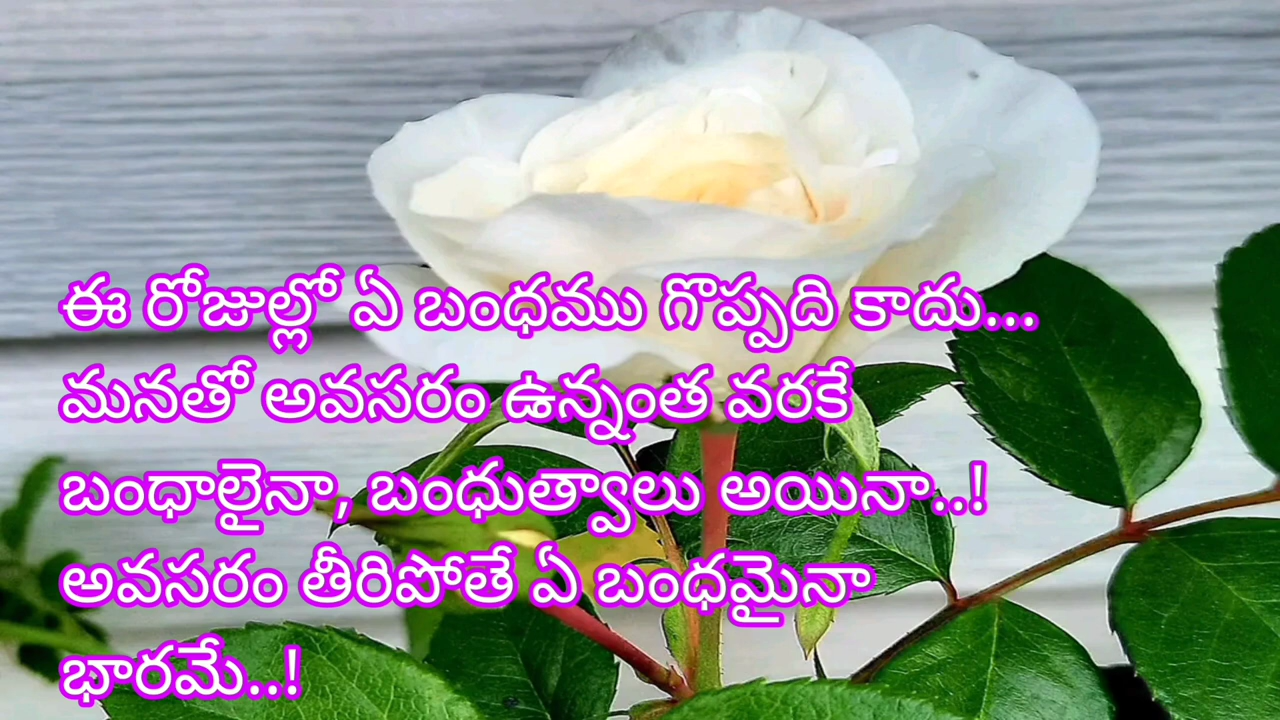 ఈ రోజుల్లో ఏ బంధము గొప్పది కాదు...
మనతో అవసరం ఉన్నంత వరకే
బంధాలైనా, బంధుత్వాలు అయినా..!
అవసరం తీరిపోతే ఏ బంధమైనా
భారమే..!